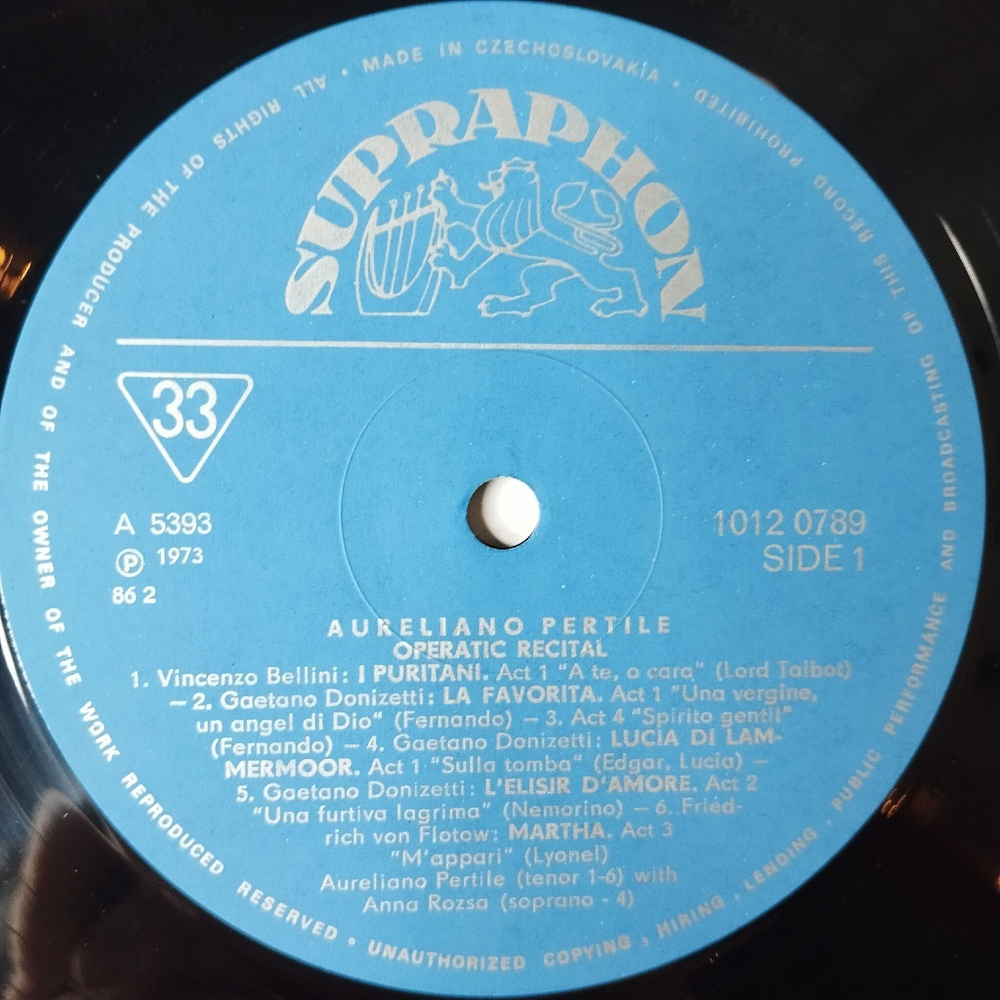 ALL RIGHTS OF THE PRODUCER AND OF THE OWNER OF THE WORK REPRODUCED RESERVED • UNAUTHORIZED COPYING, HIRING, LENDING, PUBLIC PERFORMANCE AND BROADCASTING OF THIS RECORD PROHIBITED • MADE IN CZECHOSLOVAKIA •
SUPRAPHON
33
A 5393
Ⓟ 1973
86 2
1012 0789
SIDE 1
AURELIANO PERTILE
OPERATIC RECITAL
1. Vincenzo Bellini: I PURITANI. Act 1 "A te, o cara" (Lord Talbot)
— 2. Gaetano Donizetti: LA FAVORITA. Act 1 "Una vergine,
un angel di Dio" (Fernando) — 3. Act 4 "Spirito gentil"
(Fernando) — 4. Gaetano Donizetti: LUCIA DI LAM-
MERMOOR. Act 1 "Sulla tomba" (Edgar, Lucia) —
5. Gaetano Donizetti: L'ELISIR D'AMORE. Act 2
"Una furtiva lagrima" (Nemorino) — 6. Fried-
rich von Flotow: MARTHA. Act 3
"M'appari" (Lyonel)
Aureliano Pertile (tenor 1-6) with
Anna Rozsa (soprano - 4)